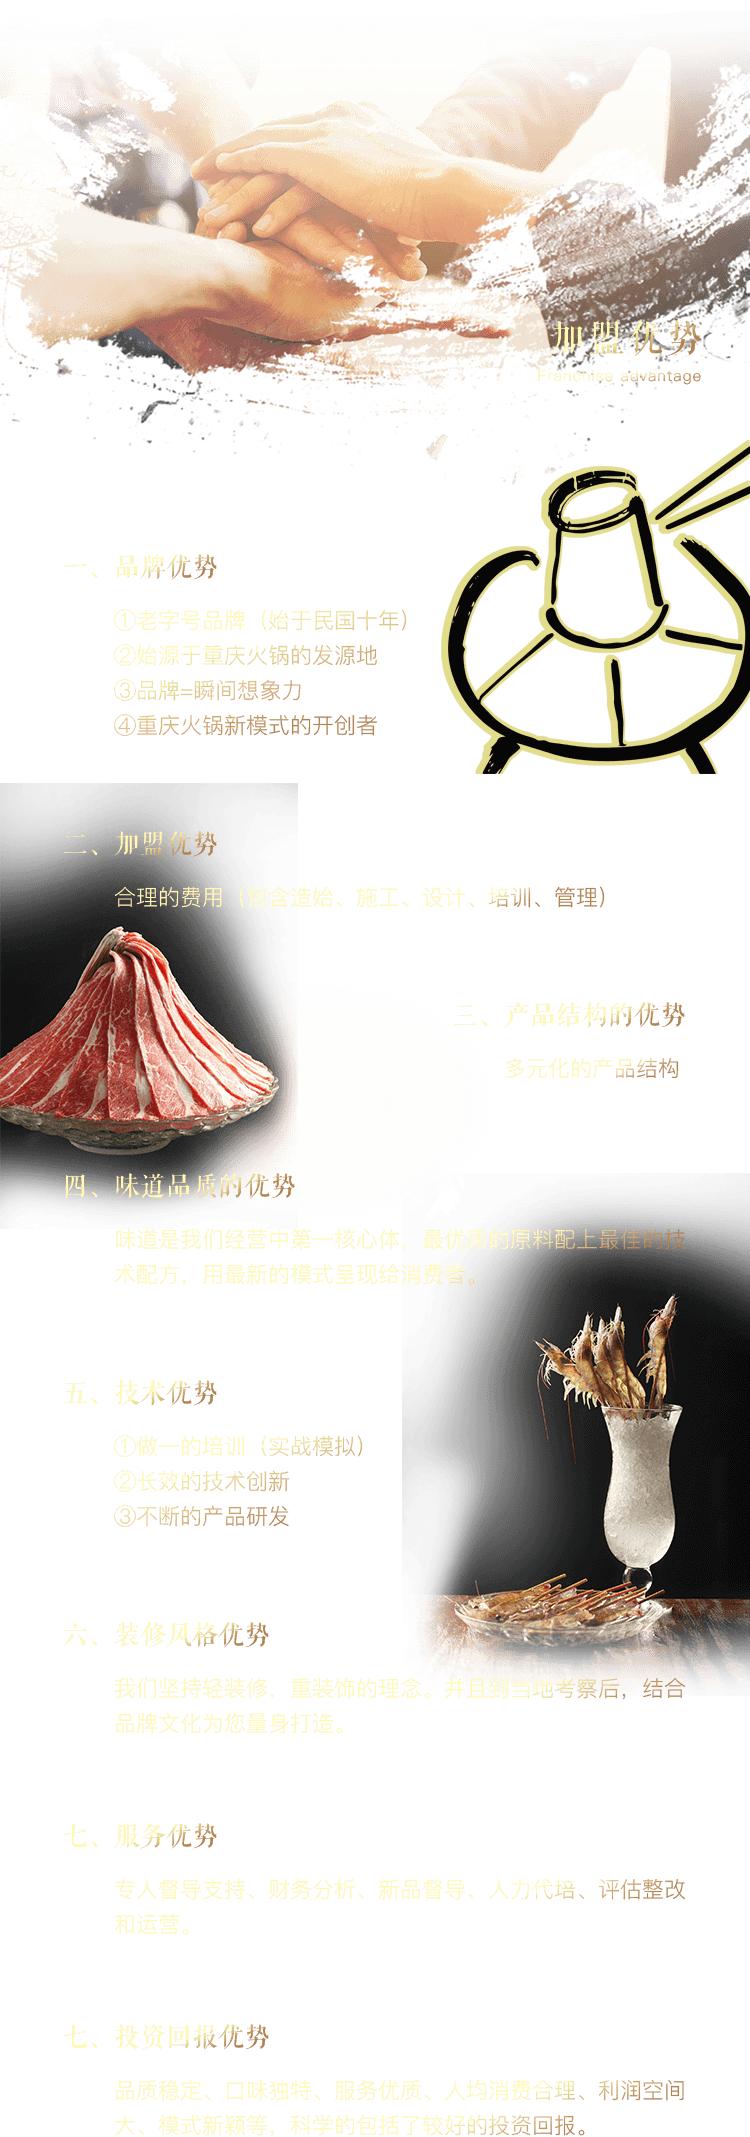 加盟优势
Franchise advantage
一、品牌优势
①老字号品牌（始于民国十年）
②始源于重庆火锅的发源地
③品牌=瞬间想象力
④重庆火锅新模式的开创者
二、加盟优势
合理的费用（包含造始、施工、设计、培训、管理）
三、产品结构的优势
多元化的产品结构
四、味道品质的优势
味道是我们经营中第一核心体，最优质的原料配上最佳的技
术配方，用最新的模式呈现给消费者。
五、技术优势
①做一的培训（实战模拟）
②长效的技术创新
③不断的产品研发
六、装修风格优势
我们坚持轻装修，重装饰的理念。并且到当地考察后，结合
品牌文化为您量身打造。
七、服务优势
专人督导支持、财务分析、新品督导、人力代培、评估整改
和运营。
七、投资回报优势
品质稳定、口味独特、服务优质、人均消费合理、利润空间
大、模式新颖等，科学的包括了较好的投资回报。